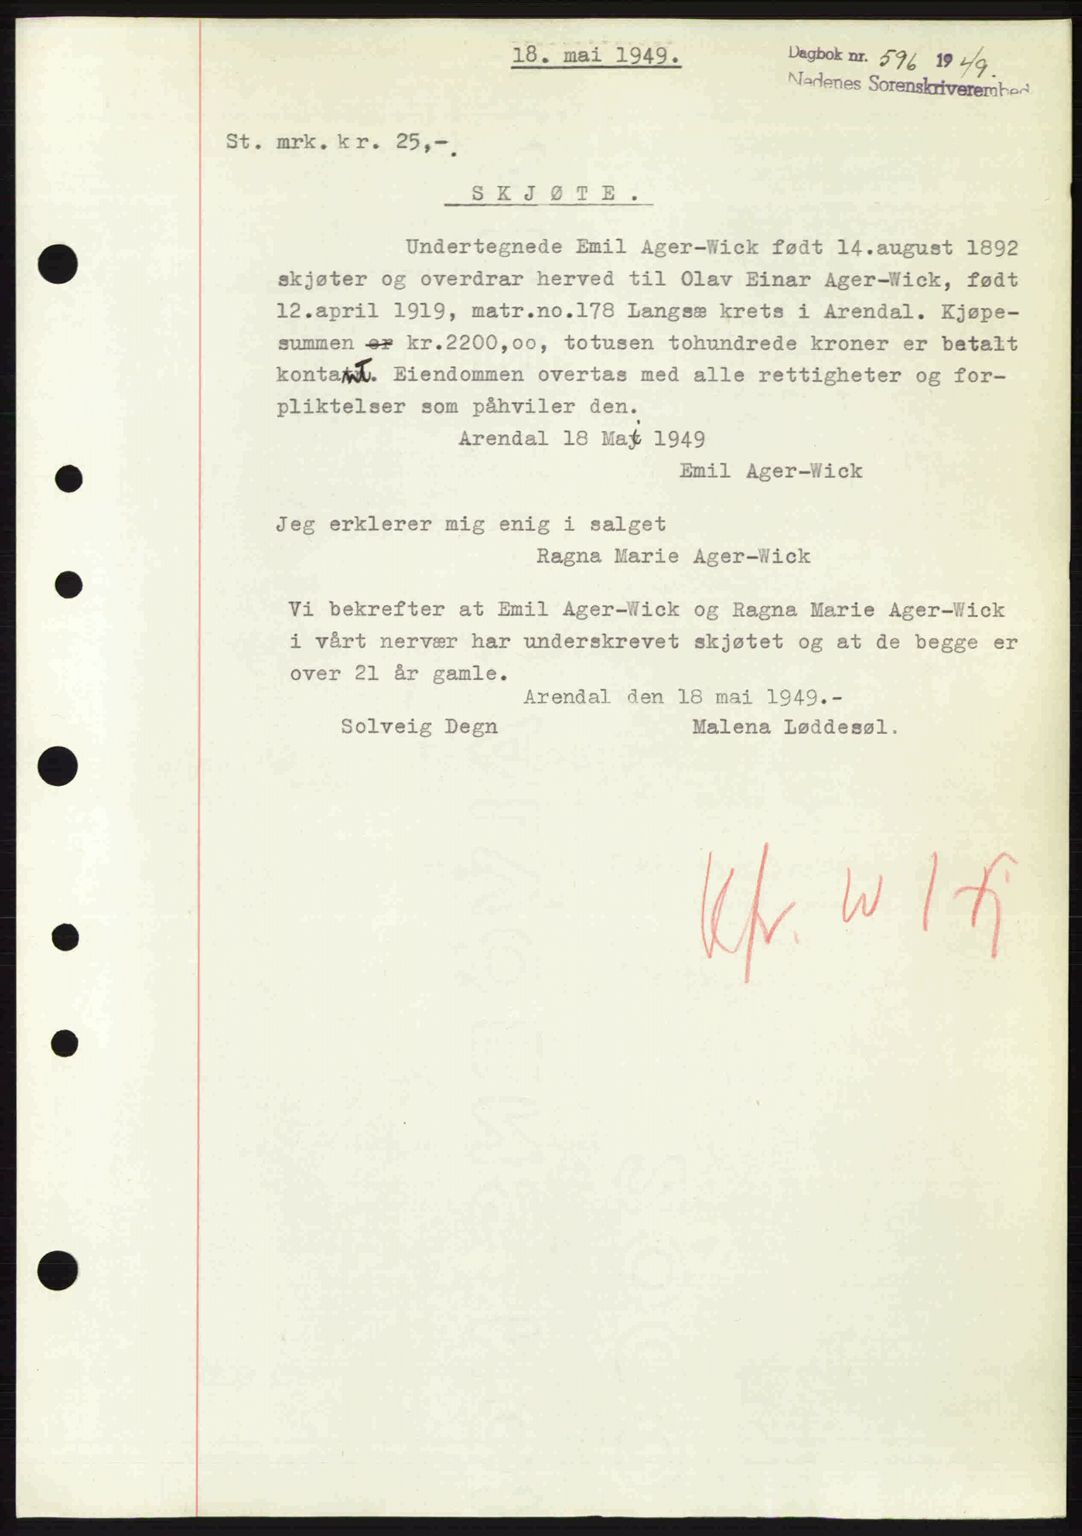 18. mai 1949.
Dagbok nr. 596 1949.
Nedenes Sorenskriverembed
St. mrk. kr. 25,-.
SKJØTE.
Undertegnede Emil Ager-Wick født 14.august 1892
skjøter og overdrar herved til Olav Einar Ager-Wick, født
12.april 1919, matr.no.178 Langsæ krets i Arendal. Kjøpe-
summen er kr.2200,oo, totusen tohundrede kroner er betalt
kontant. Eiendommen overtas med alle rettigheter og for-
pliktelser som påhviler den.
Arendal 18 Mai 1949
Emil Ager-Wick
Jeg erklerer mig enig i salget
Ragna Marie Ager-Wick
Vi bekrefter at Emil Ager-Wick og Ragna Marie Ager-Wick
i vårt nervær har underskrevet skjøtet og at de begge er
over 21 år gamle.
Arendal den 18 mai 1949.-
Solveig Degn Malena Løddesøl.
Kfr. W 1